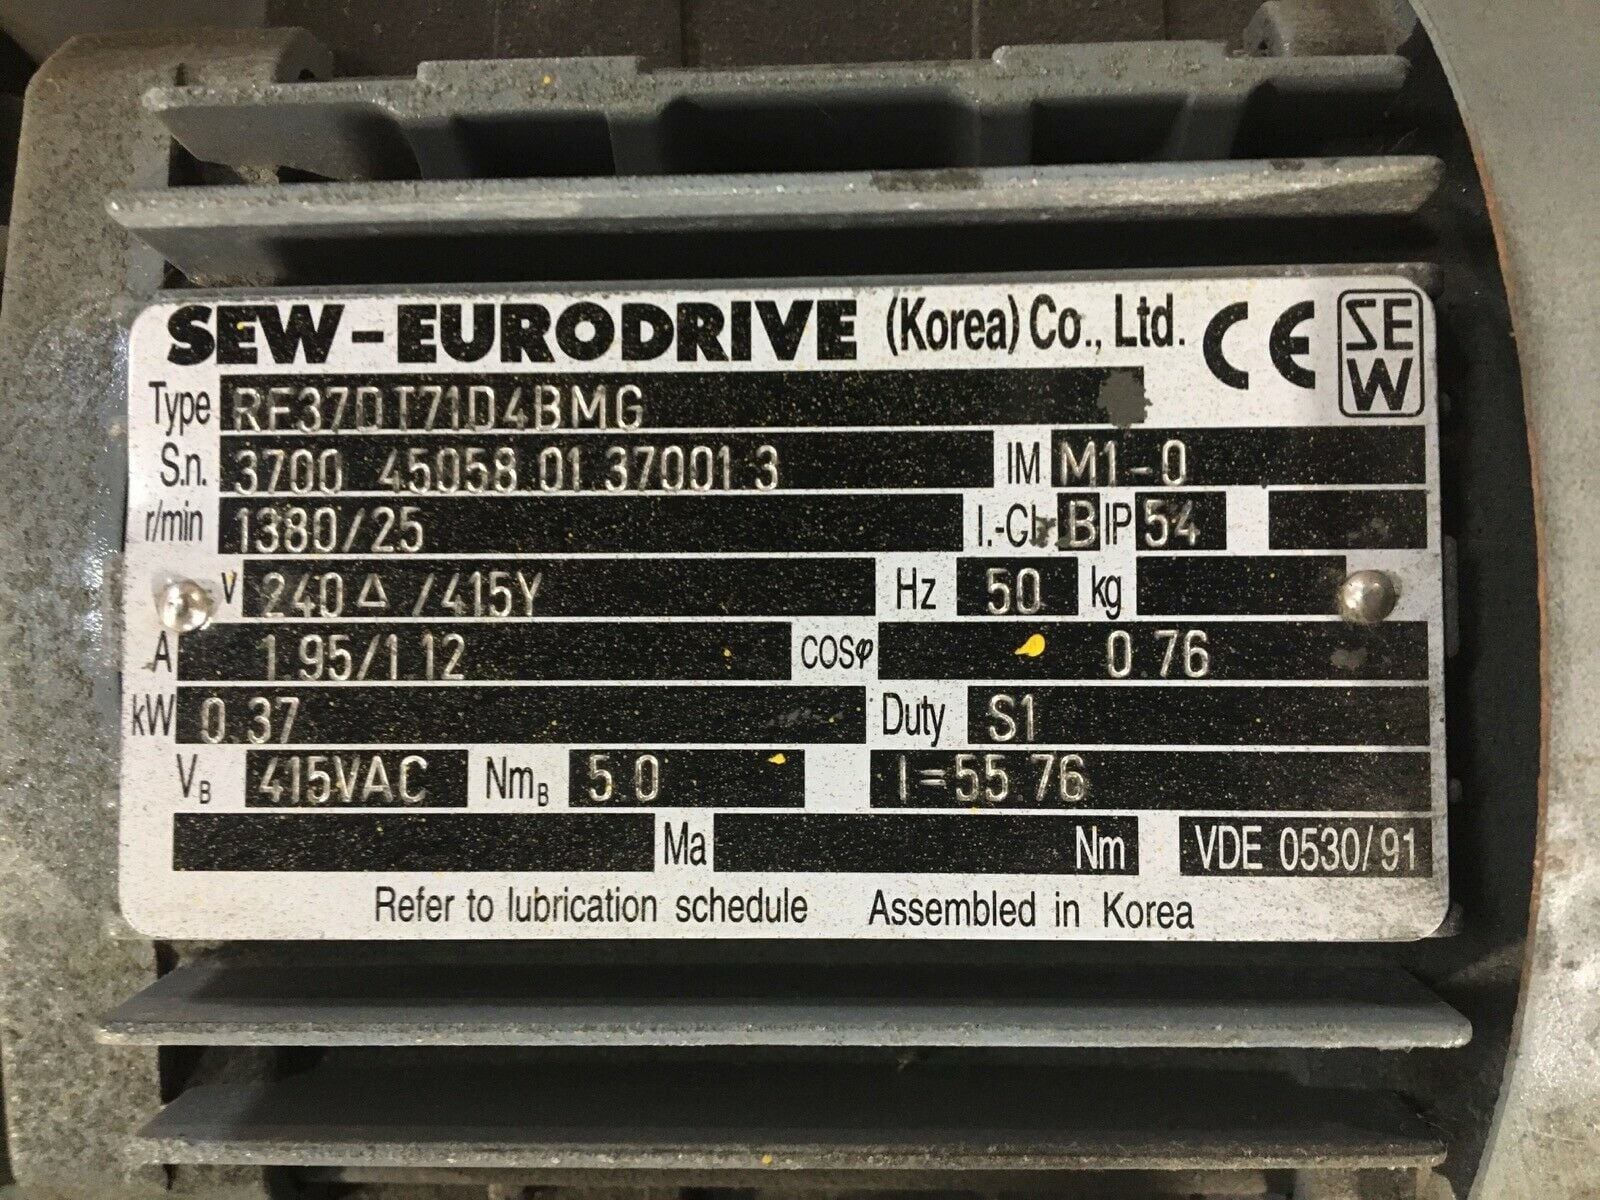 SEW-EURODRIVE (Korea) Co., Ltd. CE SEW
Type RF37DT71D4BMG
S.n. 3700 45058.01.37001.3 IM M1-0
r/min 1380/25 I.-Cl. B IP 54
V 240Δ/415Y Hz 50 kg
A 1.95/1.12 cosφ 0.76
kW 0.37 Duty S1
VB 415VAC NmB 5.0 I=55.76
Ma Nm VDE 0530/91
Refer to lubrication schedule Assembled in Korea